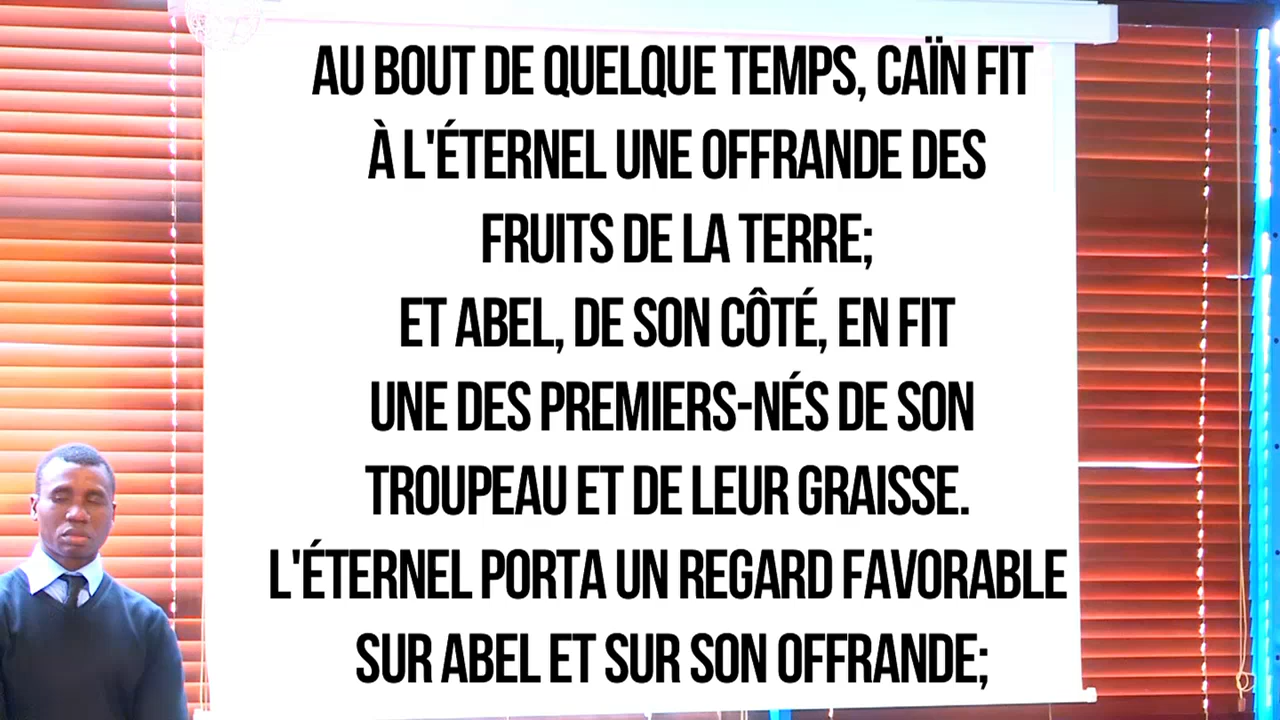 AU BOUT DE QUELQUE TEMPS, CAÏN FIT
À L'ÉTERNEL UNE OFFRANDE DES
FRUITS DE LA TERRE;
ET ABEL, DE SON CÔTÉ, EN FIT
UNE DES PREMIERS-NÉS DE SON
TROUPEAU ET DE LEUR GRAISSE.
L'ÉTERNEL PORTA UN REGARD FAVORABLE
SUR ABEL ET SUR SON OFFRANDE;